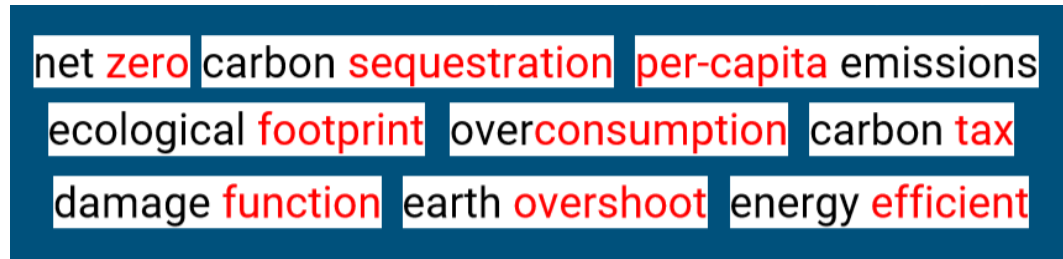 net zero carbon sequestration per-capita emissions
ecological footprint overconsumption carbon tax
damage function earth overshoot energy efficient